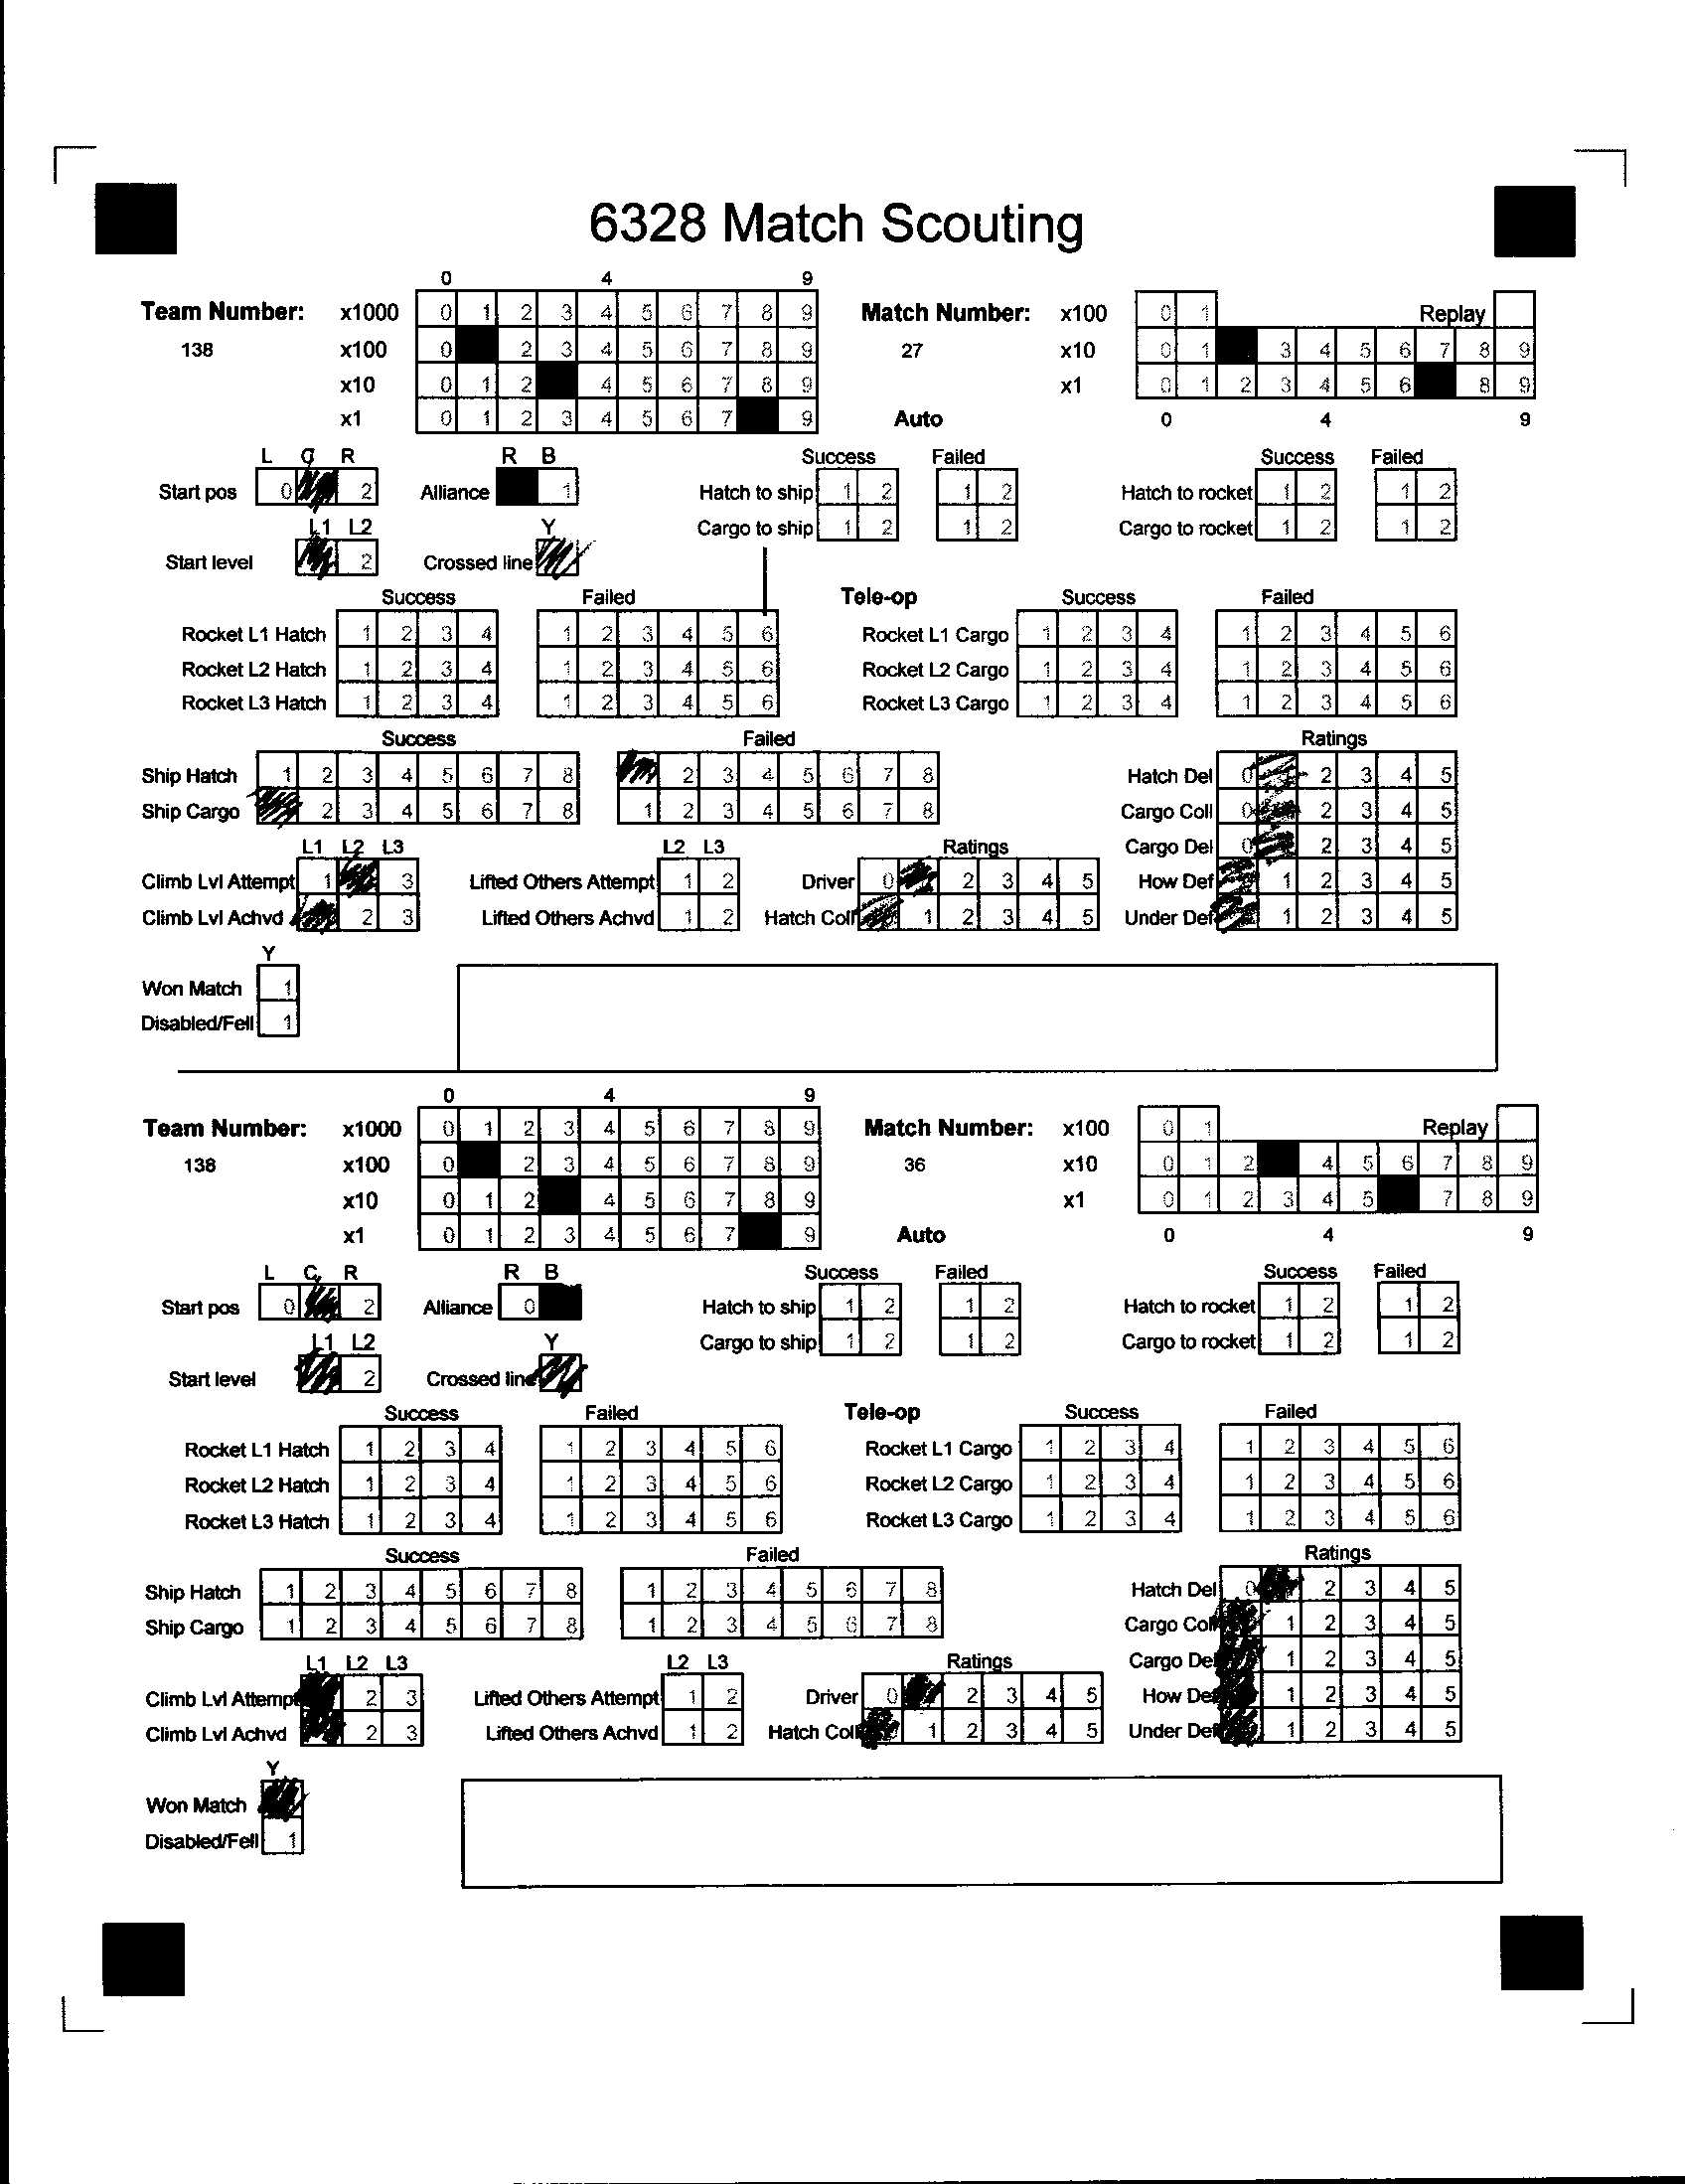 6328 Match Scouting
0 4 9
Team Number: x1000 0 1 2 3 4 5 6 7 8 9 Match Number: x100 0 1 Replay
138 x100 0 2 3 4 5 6 7 8 9 27 x10 0 1 3 4 5 6 7 8 9
x10 0 1 2 4 5 6 7 8 9 x1 0 1 2 3 4 5 6 8 9
x1 0 1 2 3 4 5 6 7 9 Auto 0 4 9
L C R R B Success Failed Success Failed
Start pos 0 2 Alliance 1 Hatch to ship 1 2 1 2 Hatch to rocket 1 2 1 2
L1 L2 Y Cargo to ship 1 2 1 2 Cargo to rocket 1 2 1 2
Start level 2 Crossed line
Success Failed Tele-op Success Failed
Rocket L1 Hatch 1 2 3 4 1 2 3 4 5 6 Rocket L1 Cargo 1 2 3 4 1 2 3 4 5 6
Rocket L2 Hatch 1 2 3 4 1 2 3 4 5 6 Rocket L2 Cargo 1 2 3 4 1 2 3 4 5 6
Rocket L3 Hatch 1 2 3 4 1 2 3 4 5 6 Rocket L3 Cargo 1 2 3 4 1 2 3 4 5 6
Success Failed Ratings
Ship Hatch 1 2 3 4 5 6 7 8 2 3 4 5 6 7 8 Hatch Del 0 2 3 4 5
Ship Cargo 2 3 4 5 6 7 8 1 2 3 4 5 6 7 8 Cargo Coll 0 2 3 4 5
L1 L2 L3 L2 L3 Ratings Cargo Del 0 2 3 4 5
Climb Lvl Attempt 1 3 Lifted Others Attempt 1 2 Driver 0 2 3 4 5 How Def 1 2 3 4 5
Climb Lvl Achvd 2 3 Lifted Others Achvd 1 2 Hatch Coll 1 2 3 4 5 Under Def 1 2 3 4 5
Y
Won Match 1
Disabled/Fell 1
0 4 9
Team Number: x1000 0 1 2 3 4 5 6 7 8 9 Match Number: x100 0 1 Replay
138 x100 0 2 3 4 5 6 7 8 9 36 x10 0 1 2 4 5 6 7 8 9
x10 0 1 2 4 5 6 7 8 9 x1 0 1 2 3 4 5 7 8 9
x1 0 1 2 3 4 5 6 7 9 Auto 0 4 9
L C R R B Success Failed Success Failed
Start pos 0 2 Alliance 0 Hatch to ship 1 2 1 2 Hatch to rocket 1 2 1 2
L1 L2 Y Cargo to ship 1 2 1 2 Cargo to rocket 1 2 1 2
Start level 2 Crossed line
Success Failed Tele-op Success Failed
Rocket L1 Hatch 1 2 3 4 1 2 3 4 5 6 Rocket L1 Cargo 1 2 3 4 1 2 3 4 5 6
Rocket L2 Hatch 1 2 3 4 1 2 3 4 5 6 Rocket L2 Cargo 1 2 3 4 1 2 3 4 5 6
Rocket L3 Hatch 1 2 3 4 1 2 3 4 5 6 Rocket L3 Cargo 1 2 3 4 1 2 3 4 5 6
Success Failed Ratings
Ship Hatch 1 2 3 4 5 6 7 8 1 2 3 4 5 6 7 8 Hatch Del 0 2 3 4 5
Ship Cargo 1 2 3 4 5 6 7 8 1 2 3 4 5 6 7 8 Cargo Coll 1 2 3 4 5
L1 L2 L3 L2 L3 Ratings Cargo Del 1 2 3 4 5
Climb Lvl Attempt 2 3 Lifted Others Attempt 1 2 Driver 0 2 3 4 5 How Def 1 2 3 4 5
Climb Lvl Achvd 2 3 Lifted Others Achvd 1 2 Hatch Coll 1 2 3 4 5 Under Def 1 2 3 4 5
Y
Won Match
Disabled/Fell 1